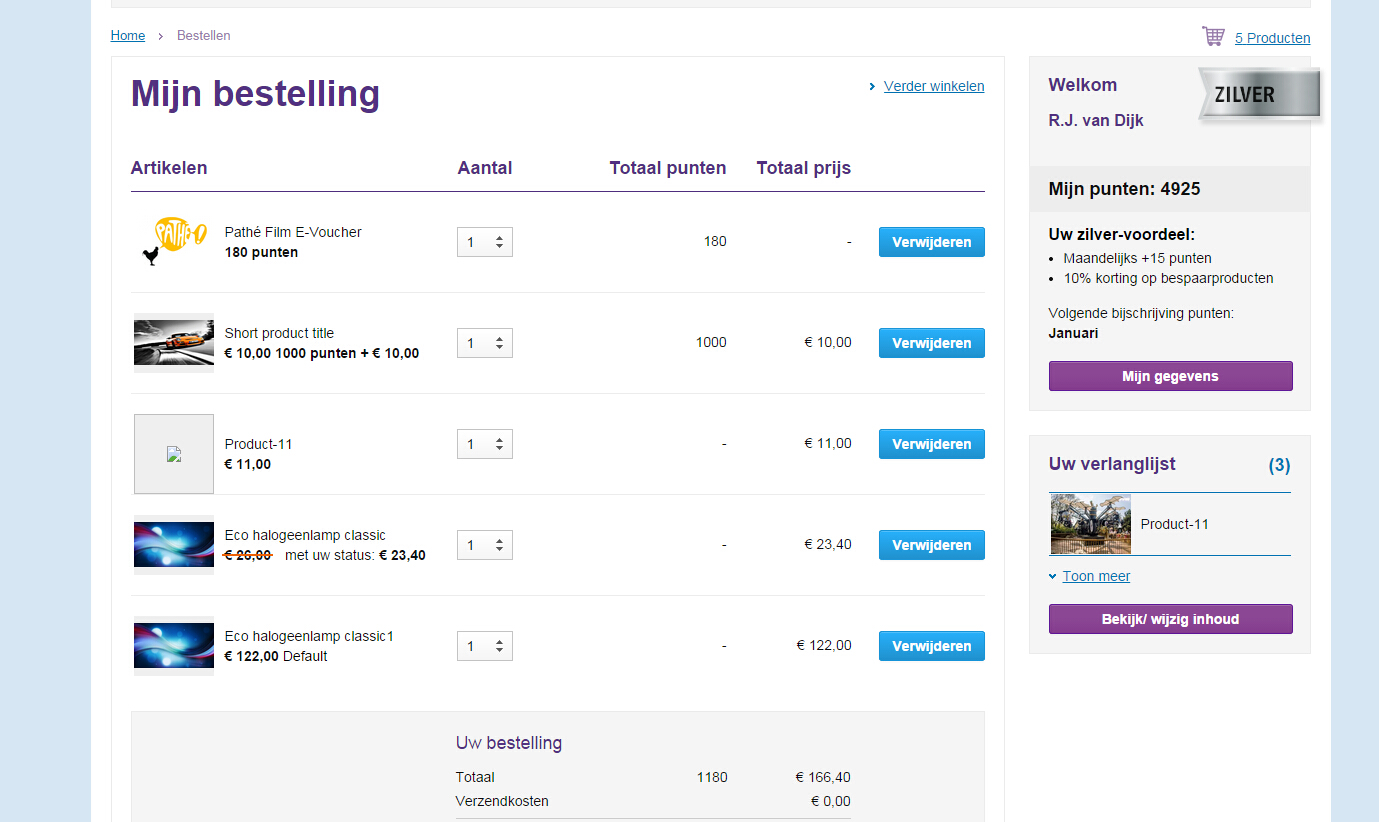 Home > Bestellen
5 Producten
Mijn bestelling
Verder winkelen
Artikelen Aantal Totaal punten Totaal prijs
PATHÉ!
Pathé Film E-Voucher
180 punten
1 180 - Verwijderen
Short product title
€ 10,00 1000 punten + € 10,00
1 1000 € 10,00 Verwijderen
Product-11
€ 11,00
1 - € 11,00 Verwijderen
Eco halogeenlamp classic
€ 26,00 met uw status: € 23,40
1 - € 23,40 Verwijderen
Eco halogeenlamp classic1
€ 122,00 Default
1 - € 122,00 Verwijderen
Uw bestelling
Totaal 1180 € 166,40
Verzendkosten € 0,00
Welkom
ZILVER
R.J. van Dijk
Mijn punten: 4925
Uw zilver-voordeel:
• Maandelijks +15 punten
• 10% korting op bespaarproducten
Volgende bijschrijving punten:
Januari
Mijn gegevens
Uw verlanglijst (3)
Product-11
Toon meer
Bekijk/ wijzig inhoud